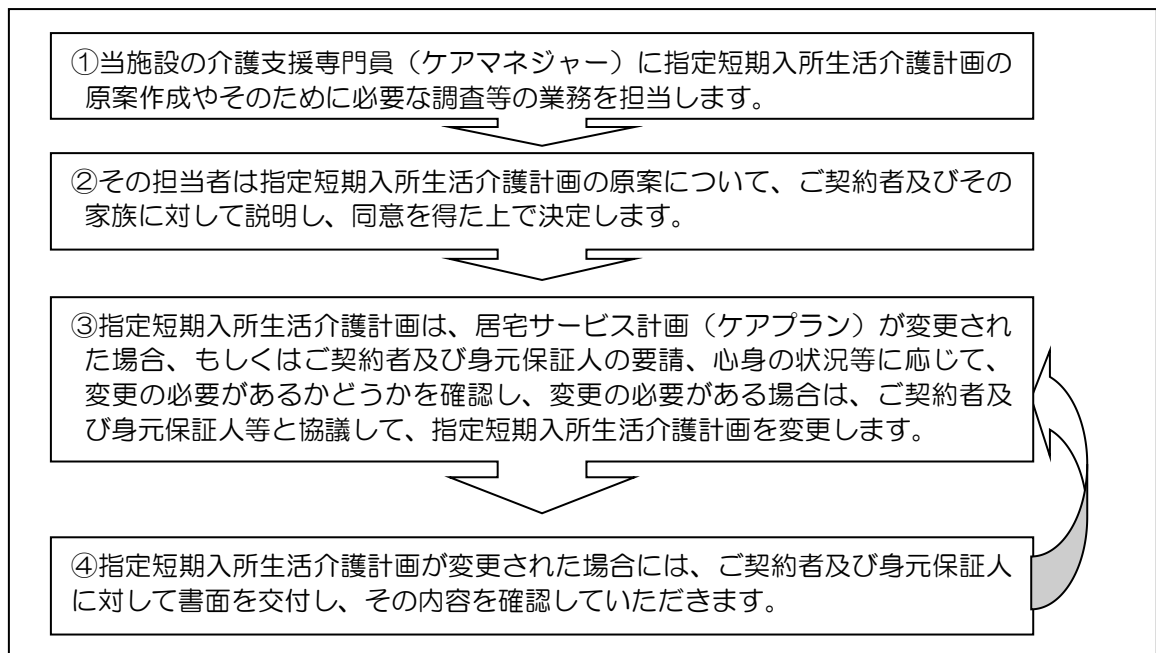 ①当施設の介護支援専門員（ケアマネジャー）に指定短期入所生活介護計画の
原案作成やそのために必要な調査等の業務を担当します。
②その担当者は指定短期入所生活介護計画の原案について、ご契約者及びその
家族に対して説明し、同意を得た上で決定します。
③指定短期入所生活介護計画は、居宅サービス計画（ケアプラン）が変更され
た場合、もしくはご契約者及び身元保証人の要請、心身の状況等に応じて、
変更の必要があるかどうかを確認し、変更の必要がある場合は、ご契約者及
び身元保証人等と協議して、指定短期入所生活介護計画を変更します。
④指定短期入所生活介護計画が変更された場合には、ご契約者及び身元保証人
に対して書面を交付し、その内容を確認していただきます。